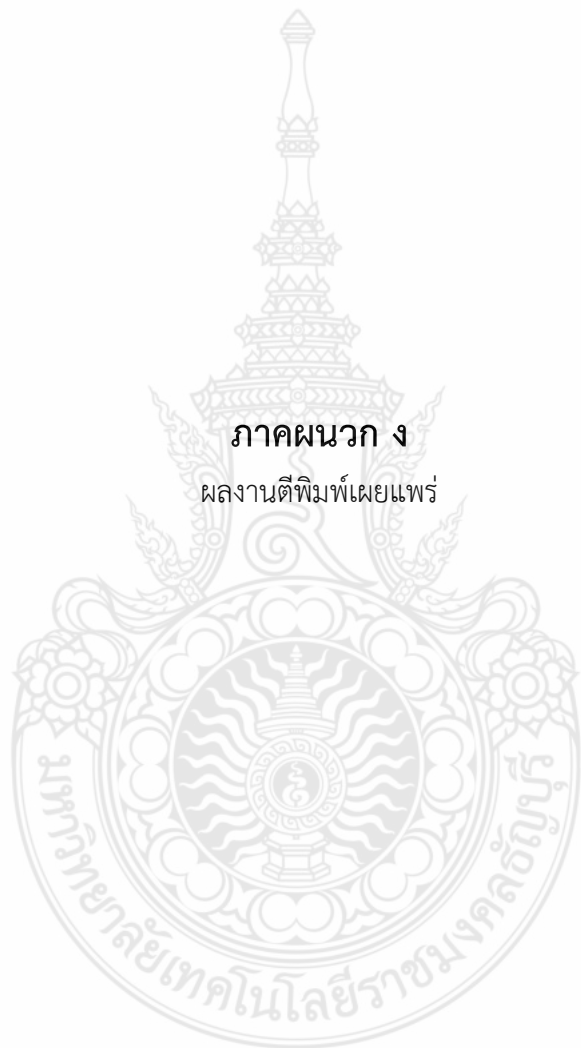 ภาคผนวก ง
ผลงานตีพิมพ์เผยแพร่
มหาวิทยาลัยเทคโนโลยีราชมงคลธัญบุรี